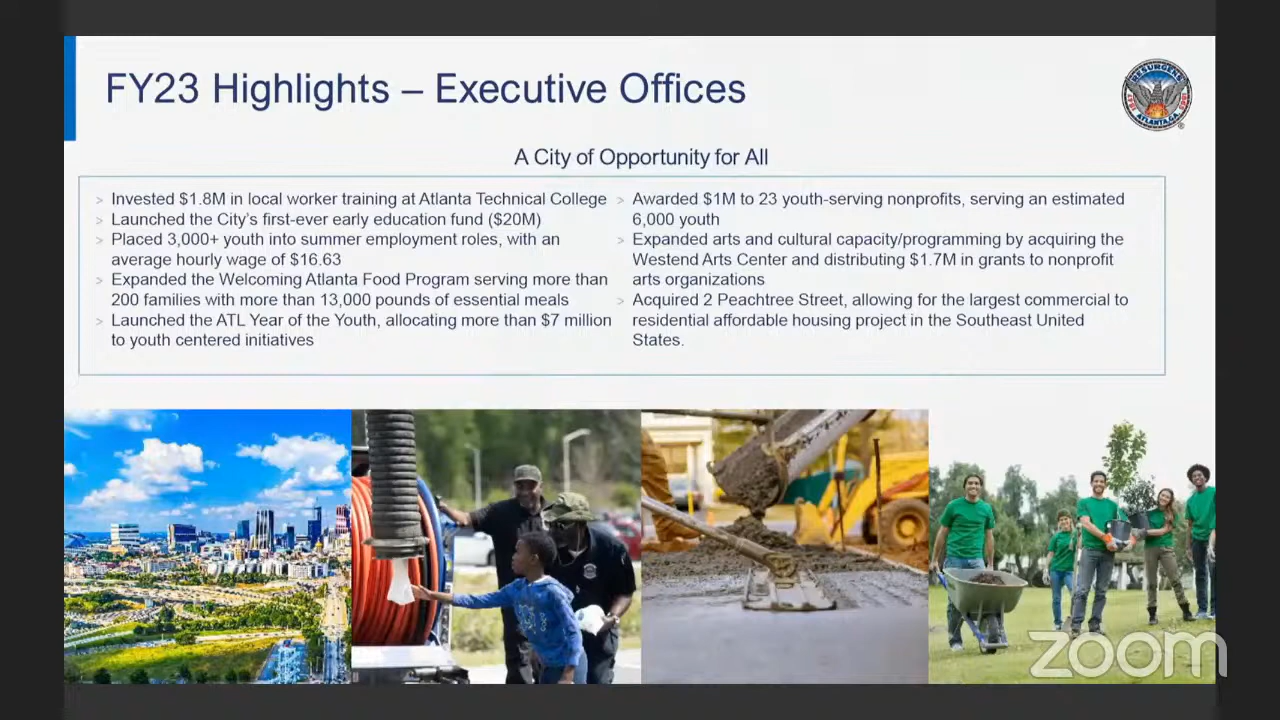 FY23 Highlights – Executive Offices
RESURGENS
1847
1865
ATLANTA, GA.
®
A City of Opportunity for All
> Invested $1.8M in local worker training at Atlanta Technical College
> Launched the City's first-ever early education fund ($20M)
> Placed 3,000+ youth into summer employment roles, with an
average hourly wage of $16.63
> Expanded the Welcoming Atlanta Food Program serving more than
200 families with more than 13,000 pounds of essential meals
> Launched the ATL Year of the Youth, allocating more than $7 million
to youth centered initiatives
> Awarded $1M to 23 youth-serving nonprofits, serving an estimated
6,000 youth
> Expanded arts and cultural capacity/programming by acquiring the
Westend Arts Center and distributing $1.7M in grants to nonprofit
arts organizations
> Acquired 2 Peachtree Street, allowing for the largest commercial to
residential affordable housing project in the Southeast United
States.
zoom